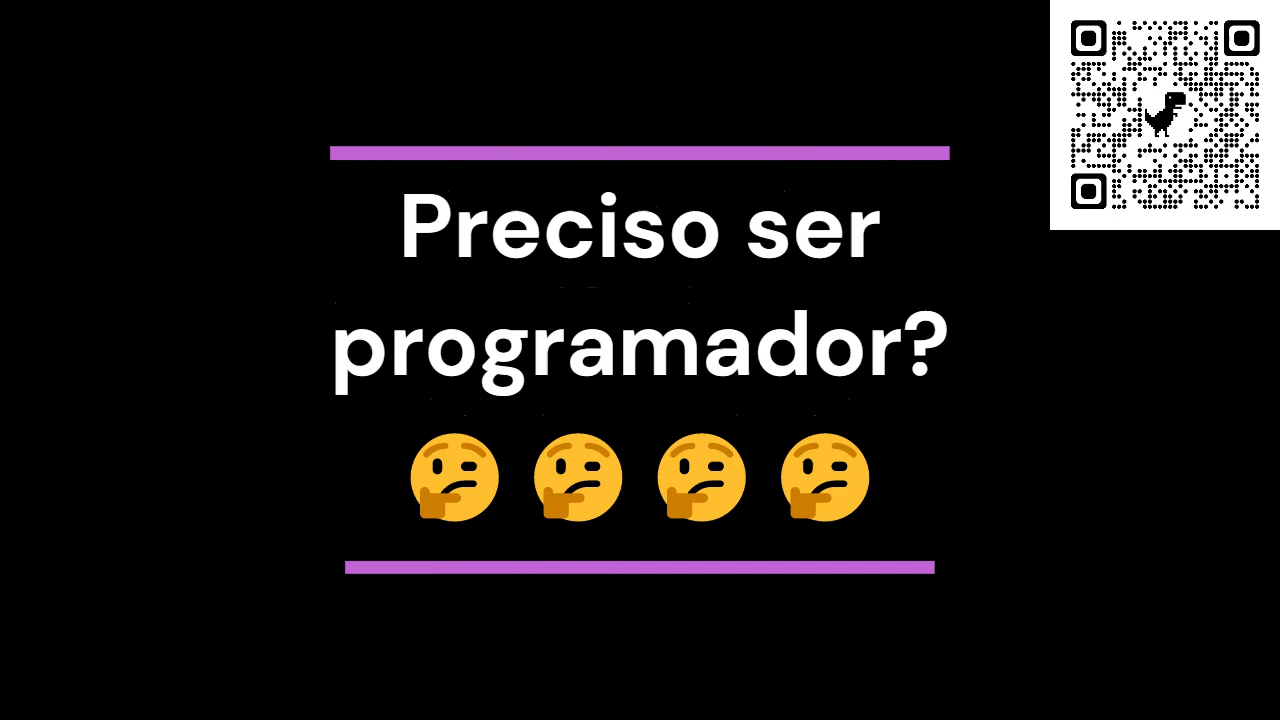 Preciso ser
programador?
🤔 🤔 🤔 🤔